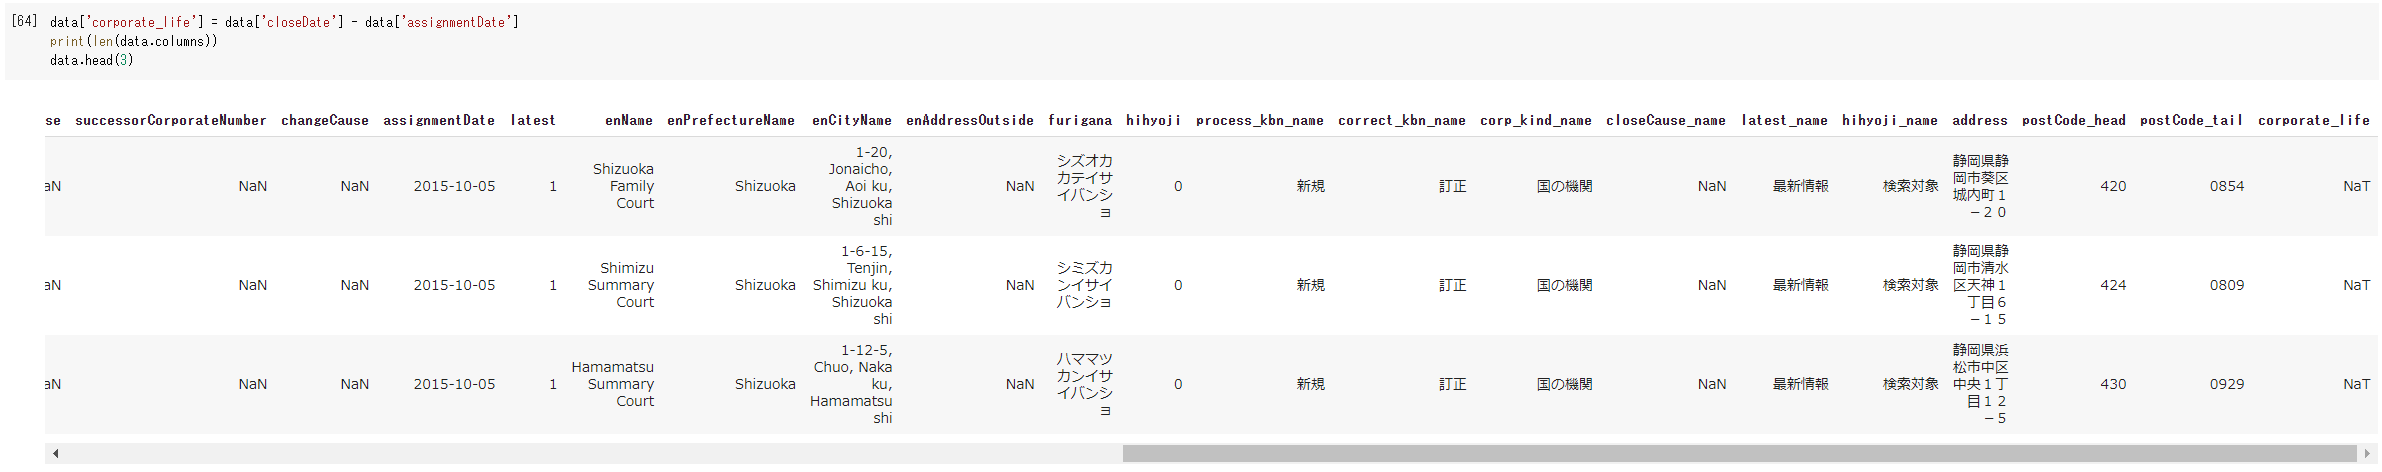 [64] data['corporate_life'] = data['closeDate'] - data['assignmentDate']
print(len(data.columns))
data.head(3)
se successorCorporateNumber changeCause assignmentDate latest enName enPrefectureName enCityName enAddressOutside furigana hihyoji process_kbn_name correct_kbn_name corp_kind_name closeCause_name latest_name hihyoji_name address postCode_head postCode_tail corporate_life
aN NaN NaN 2015-10-05 1 Shizuoka Family Court Shizuoka 1-20, Jonaicho, Aoi ku, Shizuoka shi NaN シズオカカテイサイバンショ 0 新規 訂正 国の機関 NaN 最新情報 検索対象 静岡県静岡市葵区城内町１－２０ 420 0854 NaT
aN NaN NaN 2015-10-05 1 Shimizu Summary Court Shizuoka 1-6-15, Tenjin, Shimizu ku, Shizuoka shi NaN シミズカンイサイバンショ 0 新規 訂正 国の機関 NaN 最新情報 検索対象 静岡県静岡市清水区天神１丁目６－１５ 424 0809 NaT
aN NaN NaN 2015-10-05 1 Hamamatsu Summary Court Shizuoka 1-12-5, Chuo, Naka ku, Hamamatsu shi NaN ハママツカンイサイバンショ 0 新規 訂正 国の機関 NaN 最新情報 検索対象 静岡県浜松市中区中央１丁目１２－５ 430 0929 NaT